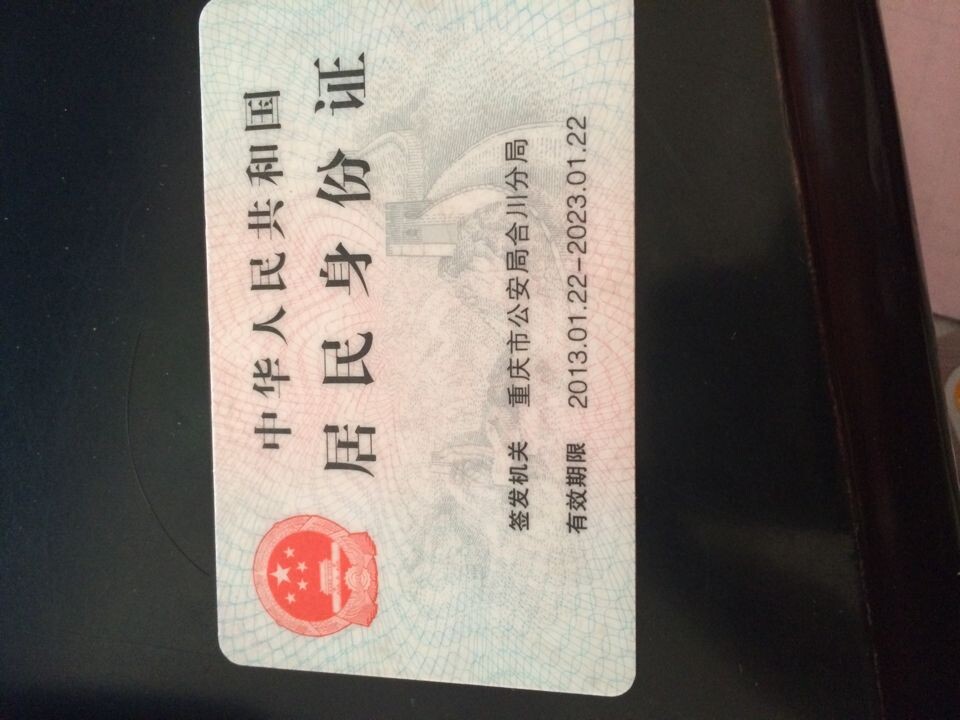 中华人民共和国
居民身份证
签发机关 重庆市公安局合川分局
有效期限 2013.01.22-2023.01.22